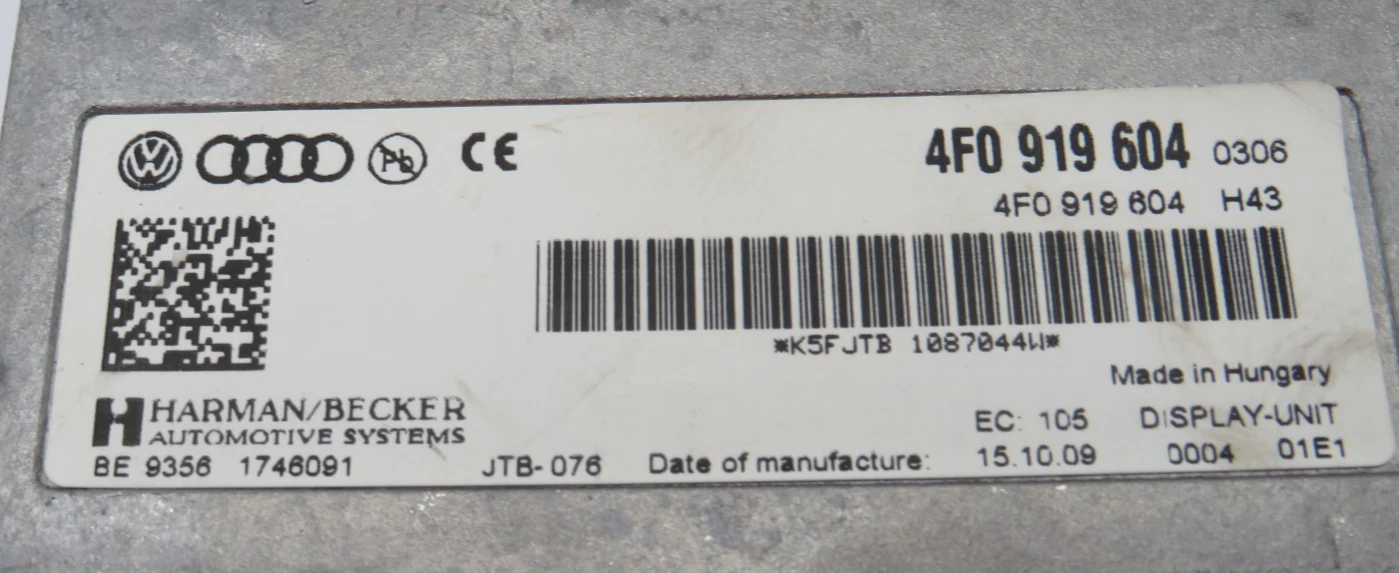 CE
4F0 919 604 0306
4F0 919 604 H43
*K5FJTB 1087044W*
Made in Hungary
HARMAN/BECKER
AUTOMOTIVE SYSTEMS
EC: 105 DISPLAY-UNIT
BE 9356 1746091 JTB-076 Date of manufacture: 15.10.09 0004 01E1